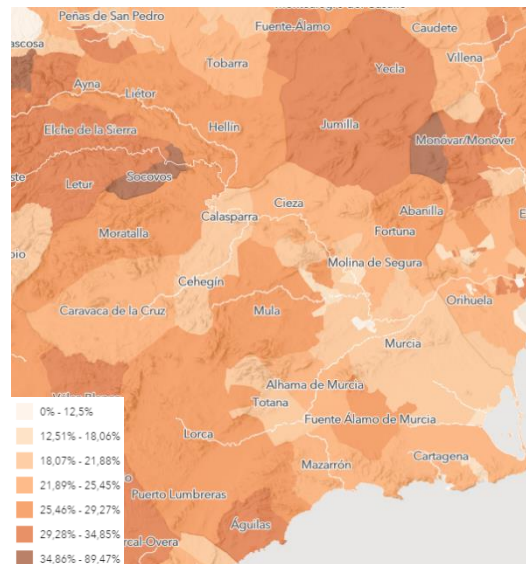 Peñas de San Pedro
Fuente-Álamo
Caudete
Tobarra
Villena
Yecla
Ayna
Liétor
Elche de la Sierra
Hellín
Jumilla
Monóvar/Monòver
Letur
Socovos
Cieza
Abanilla
Calasparra
Moratalla
Fortuna
Molina de Segura
Cehegín
Orihuela
Caravaca de la Cruz
Mula
Murcia
Alhama de Murcia
Totana
Fuente Álamo de Murcia
Lorca
Cartagena
Mazarrón
Puerto Lumbreras
Águilas
0% - 12,5%
12,51% - 18,06%
18,07% - 21,88%
21,89% - 25,45%
25,46% - 29,27%
29,28% - 34,85%
34,86% - 89,47%